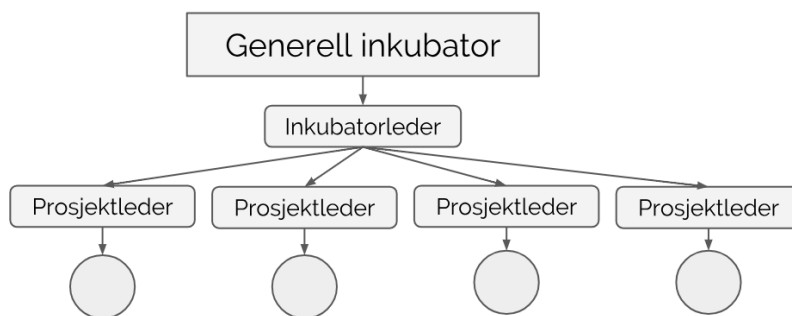 Generell inkubator
Inkubatorleder
Prosjektleder
Prosjektleder
Prosjektleder
Prosjektleder